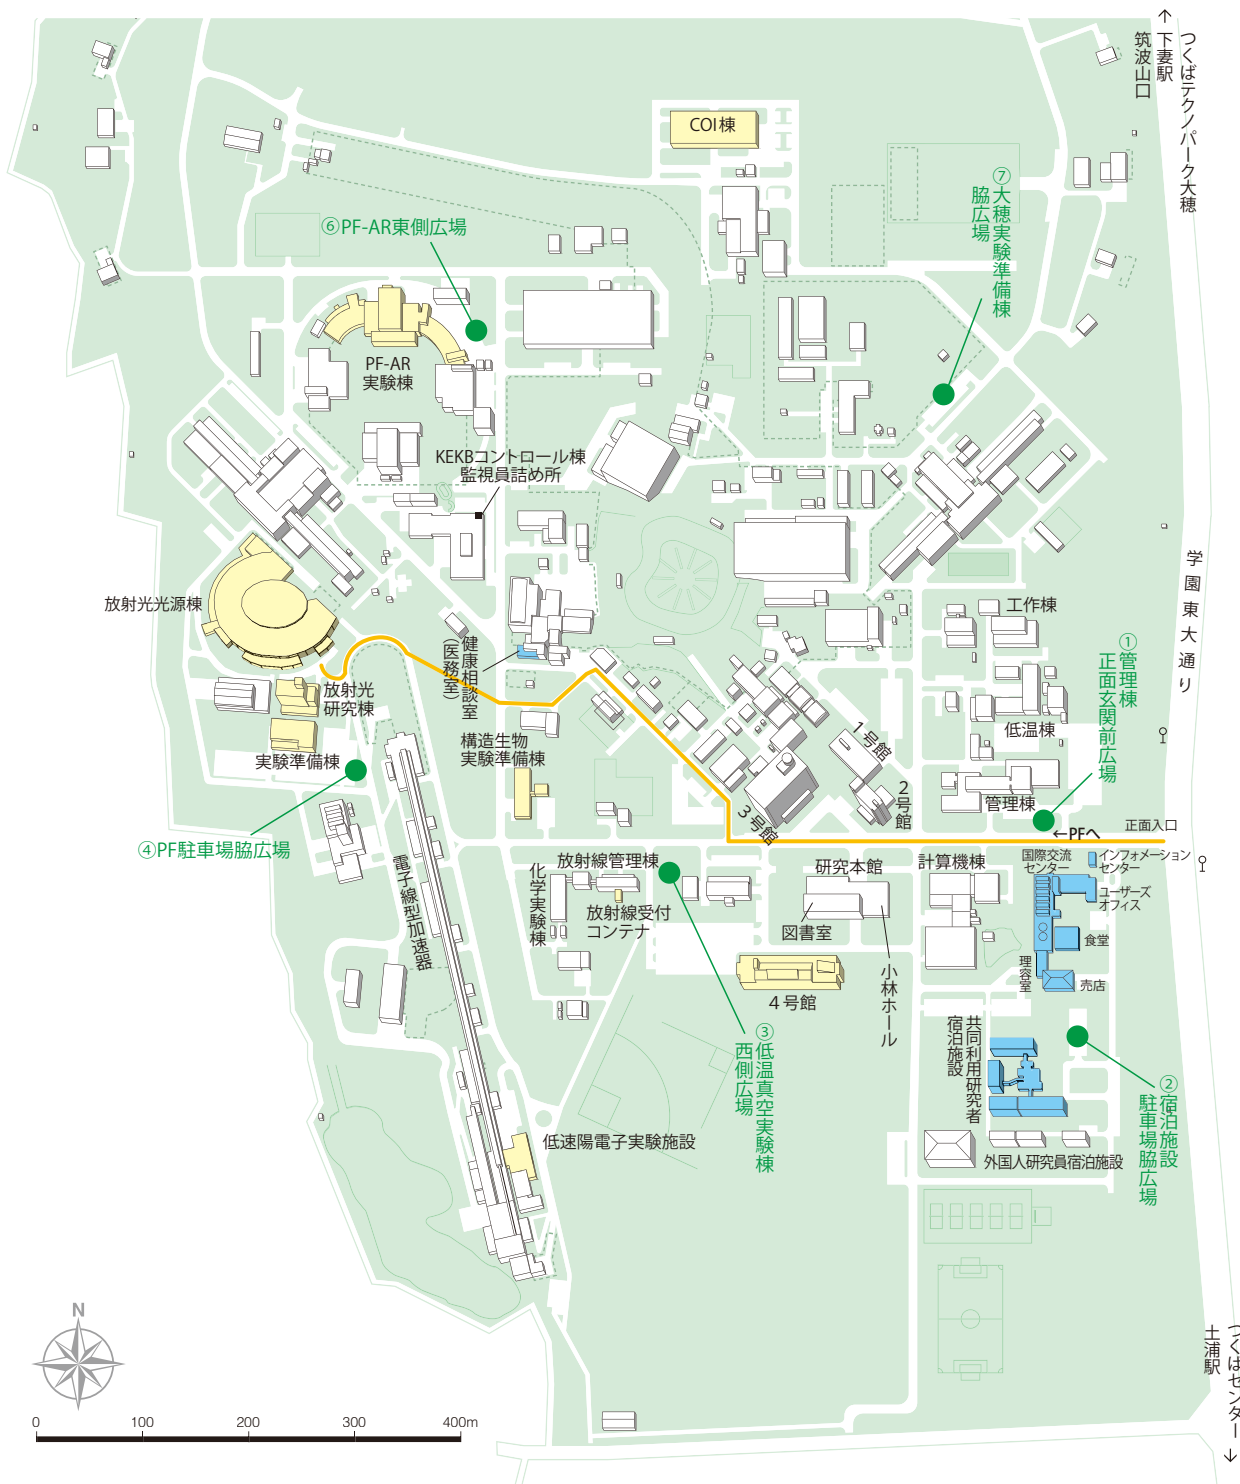 ↑
つくばテクノパーク大穂
下妻駅
筑波山口
COI棟
⑦大穂実験準備棟
脇広場
⑥PF-AR東側広場
PF-AR
実験棟
KEKBコントロール棟
監視員詰め所
放射光光源棟
学園東大通り
工作棟
①管理棟
正面玄関前広場
健康相談室
(医務室)
放射光
研究棟
低温棟
1号館
構造生物
実験準備棟
実験準備棟
2号館
管理棟
3号館
←PFへ
正面入口
④PF駐車場脇広場
放射線管理棟
研究本館
計算機棟
国際交流
センター
インフォメーション
センター
電子線型加速器
化学実験棟
ユーザーズ
オフィス
放射線受付
コンテナ
図書室
食堂
理容室
売店
小林ホール
4号館
③低温真空実験棟
西側広場
共同利用研究者
宿泊施設
②宿泊施設
駐車場脇広場
低速陽電子実験施設
外国人研究員宿泊施設
N
0 100 200 300 400m
つくばセンター
土浦駅
↓